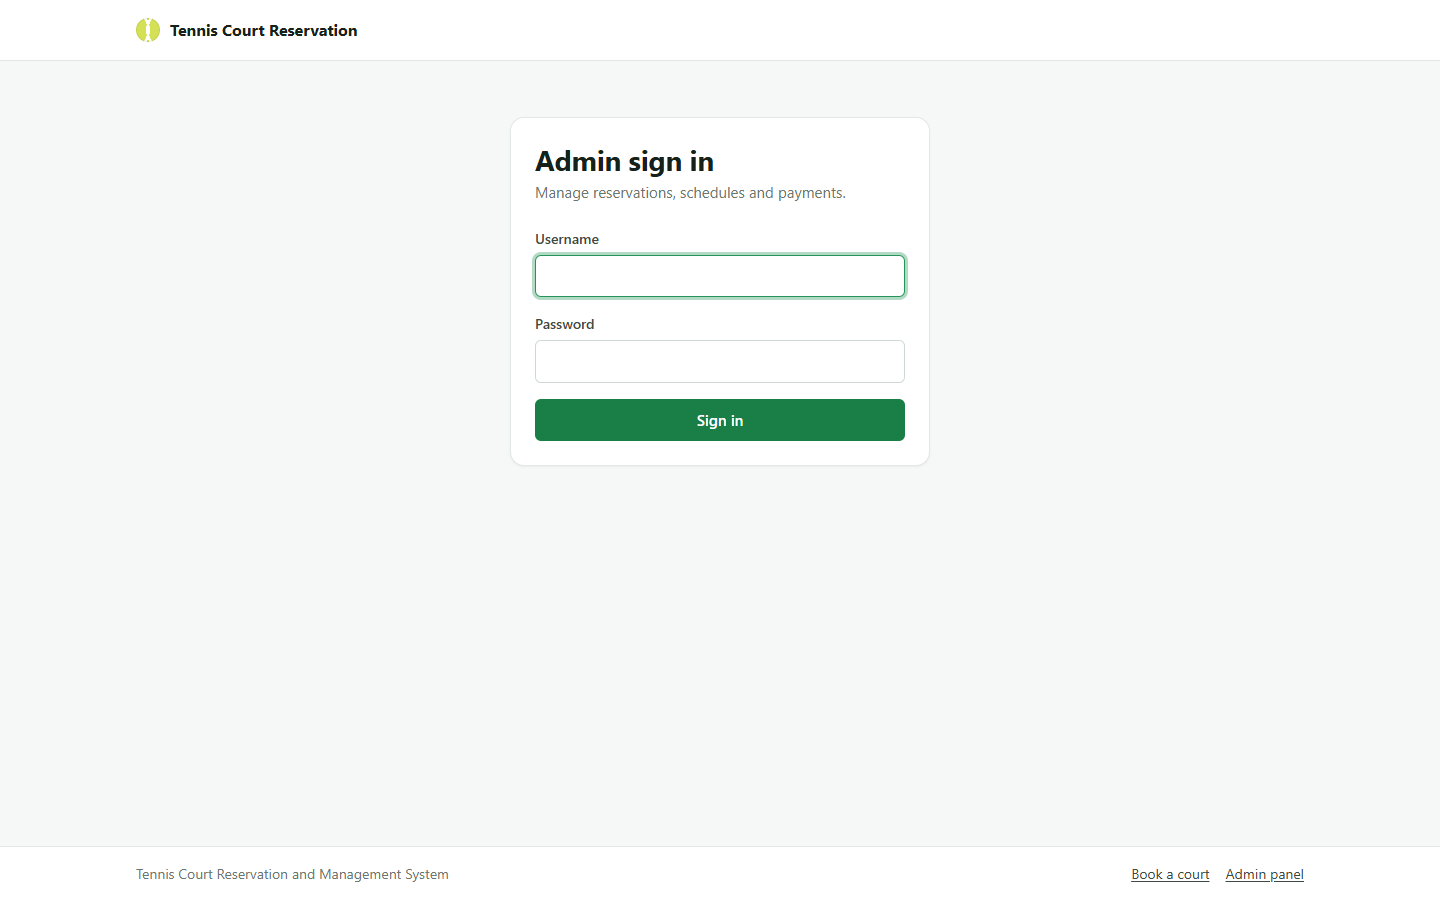 Tennis Court Reservation
Admin sign in
Manage reservations, schedules and payments.
Username
Password
Sign in
Tennis Court Reservation and Management System
Book a court
Admin panel